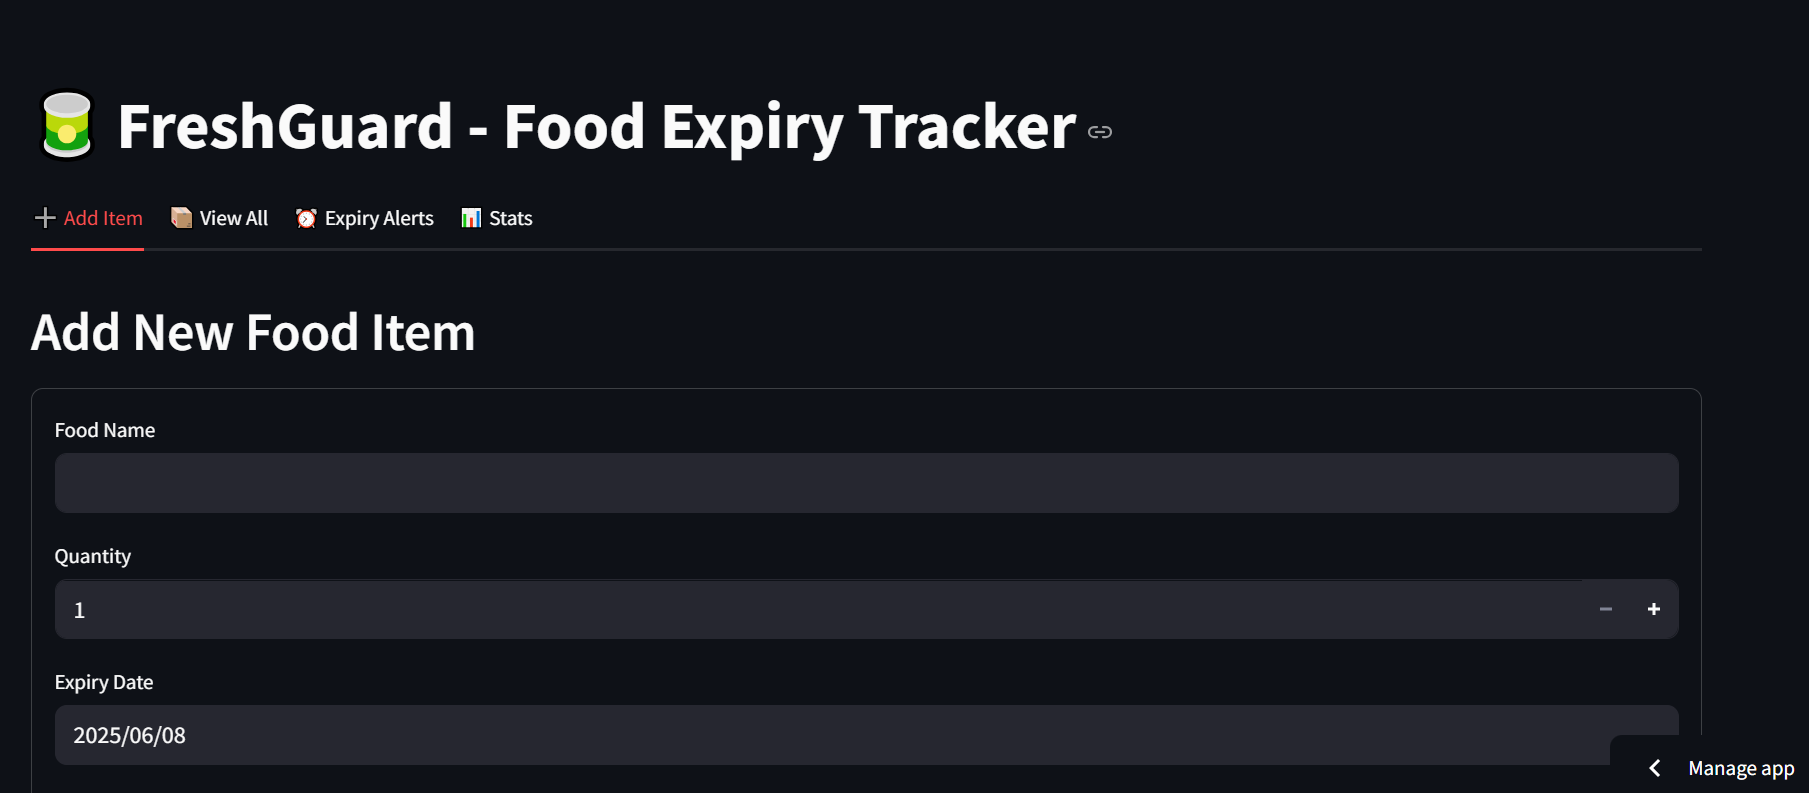 FreshGuard - Food Expiry Tracker
Add Item View All Expiry Alerts Stats
Add New Food Item
Food Name
Quantity
1
Expiry Date
2025/06/08
Manage app